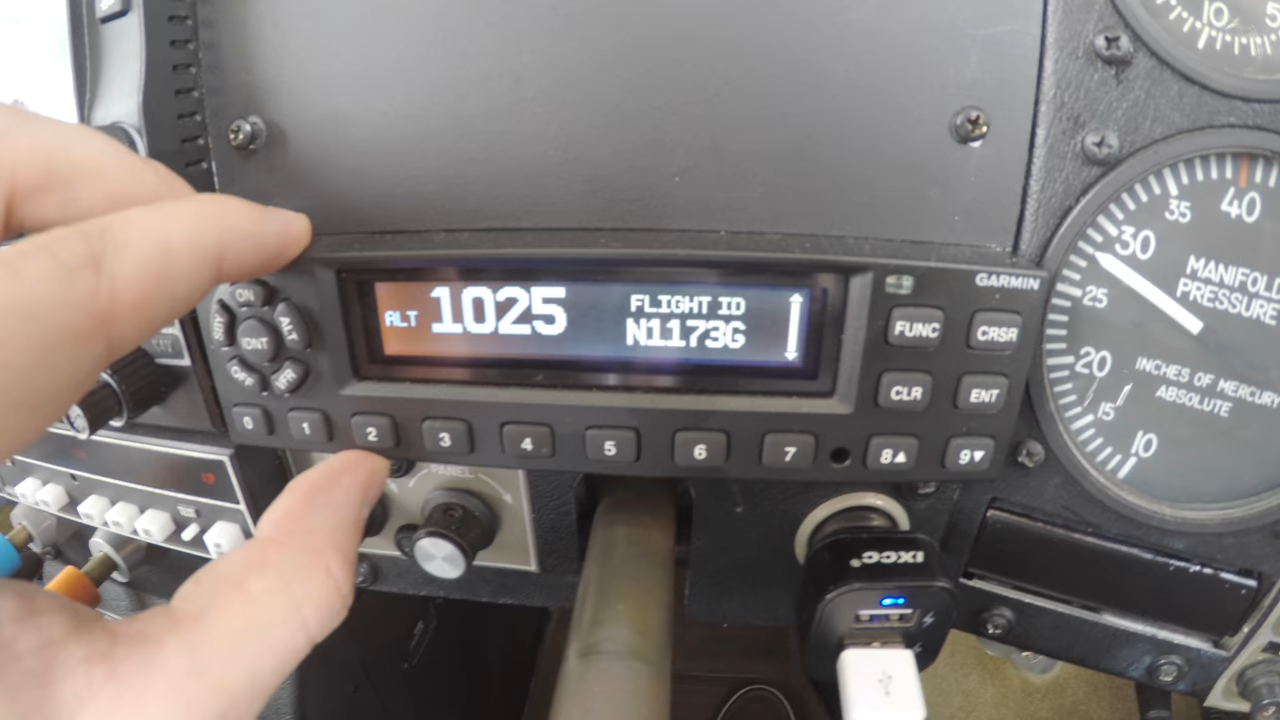 10 5
GARMIN
ON
SBY
ALT
IDNT
OFF
VFR
ALT 1025
FLIGHT ID
N1173G
FUNC
CRSR
CLR
ENT
0 1 2 3 4 5 6 7 8▲ 9▼
PANEL
iXCC®
35 40
30
25
20
15
10
MANIFOLD
PRESSURE
INCHES OF MERCURY
ABSOLUTE